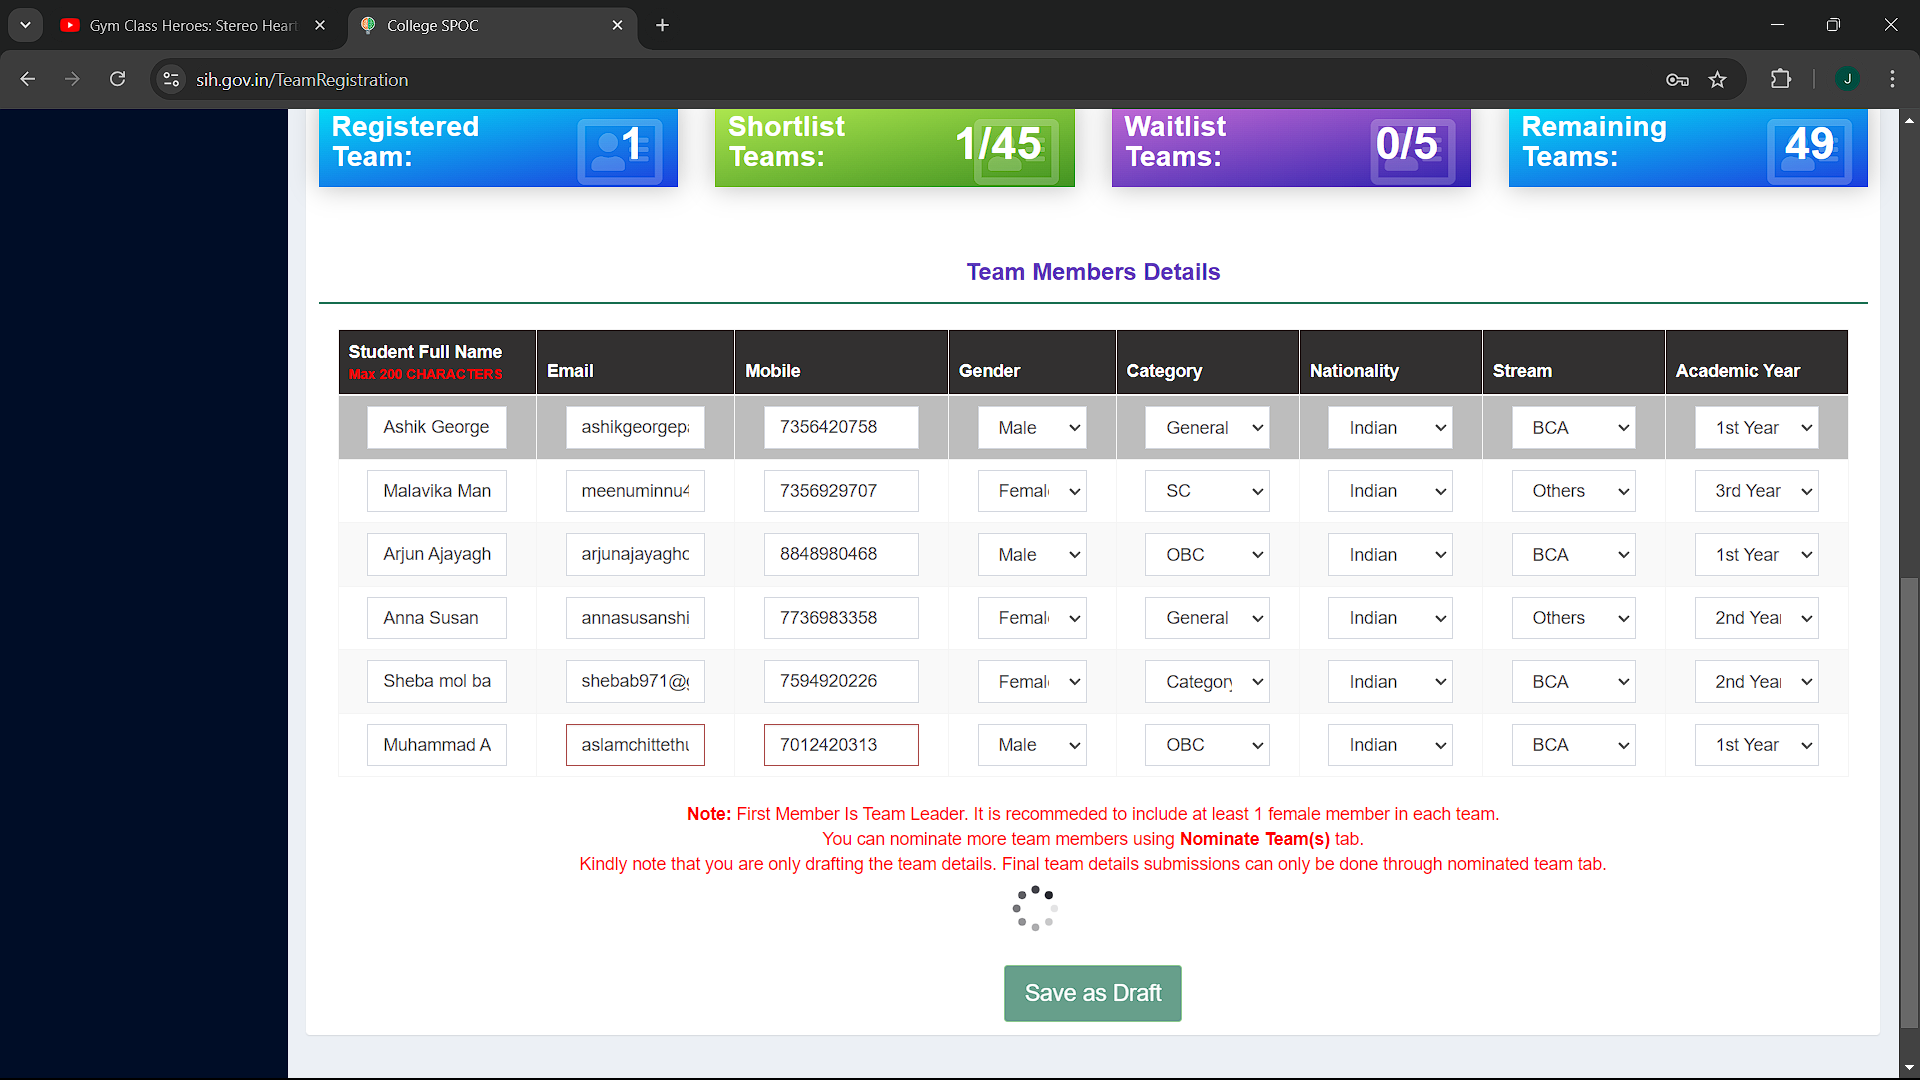 Gym Class Heroes: Stereo Heart
College SPOC
sih.gov.in/TeamRegistration
J
Registered Team: 1
Shortlist Teams: 1/45
Waitlist Teams: 0/5
Remaining Teams: 49
Team Members Details
Student Full Name Max 200 CHARACTERS Email Mobile Gender Category Nationality Stream Academic Year
Ashik George ashikgeorgepa 7356420758 Male General Indian BCA 1st Year
Malavika Man meenuminnu4 7356929707 Femal SC Indian Others 3rd Year
Arjun Ajayagh arjunajayagho 8848980468 Male OBC Indian BCA 1st Year
Anna Susan annasusanshi 7736983358 Femal General Indian Others 2nd Year
Sheba mol ba shebab971@g 7594920226 Femal Category Indian BCA 2nd Year
Muhammad A aslamchittethu 7012420313 Male OBC Indian BCA 1st Year
Note: First Member Is Team Leader. It is recommeded to include at least 1 female member in each team.
You can nominate more team members using Nominate Team(s) tab.
Kindly note that you are only drafting the team details. Final team details submissions can only be done through nominated team tab.
Save as Draft